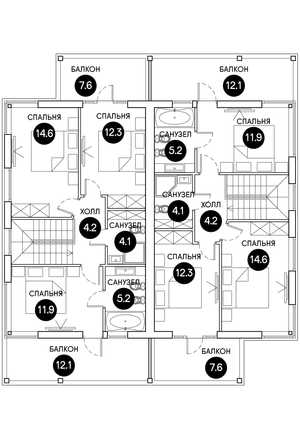 БАЛКОН
7.6
БАЛКОН
12.1
СПАЛЬНЯ
14.6
СПАЛЬНЯ
12.3
САНУЗЕЛ
5.2
СПАЛЬНЯ
11.9
ХОЛЛ
4.2
САНУЗЕЛ
4.1
САНУЗЕЛ
4.1
ХОЛЛ
4.2
СПАЛЬНЯ
12.3
СПАЛЬНЯ
14.6
СПАЛЬНЯ
11.9
САНУЗЕЛ
5.2
БАЛКОН
12.1
БАЛКОН
7.6